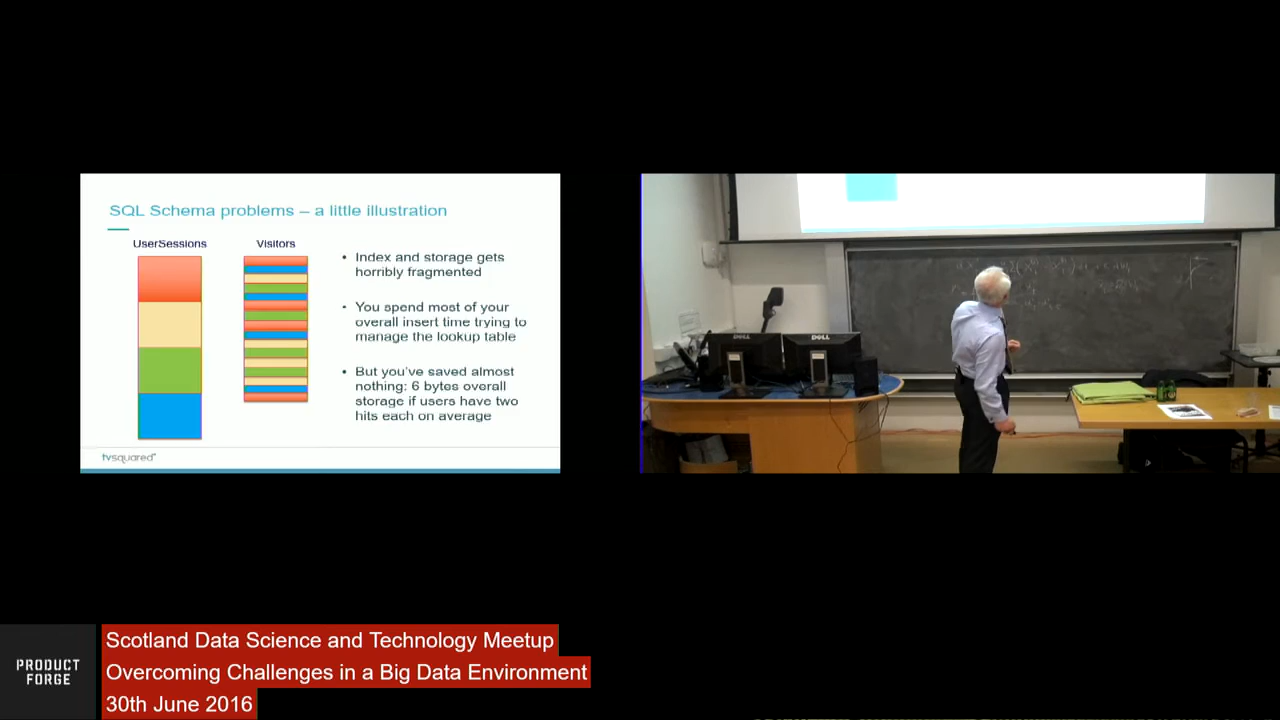 SQL Schema problems – a little illustration
UserSessions
Visitors
• Index and storage gets
horribly fragmented
• You spend most of your
overall insert time trying to
manage the lookup table
• But you've saved almost
nothing: 6 bytes overall
storage if users have two
hits each on average
tvsquared
DELL
DELL
PRODUCT
FORGE
Scotland Data Science and Technology Meetup
Overcoming Challenges in a Big Data Environment
30th June 2016